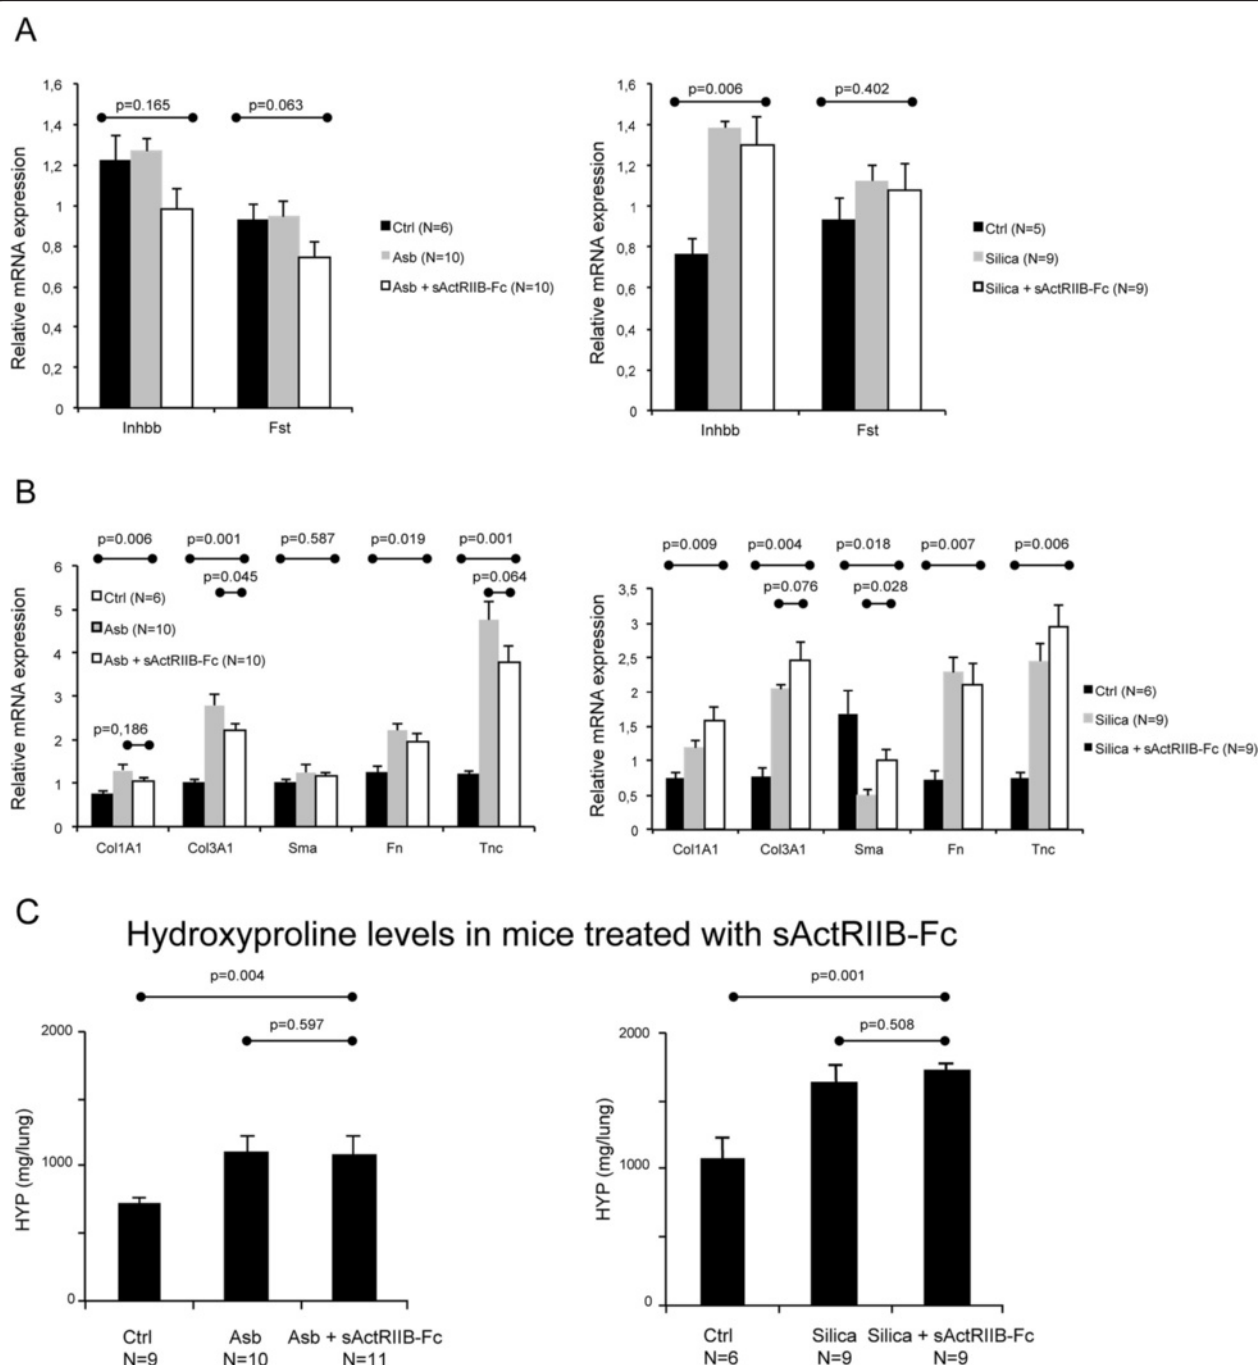 A
p=0.165 p=0.063
1,6
1,4
1,2
1
0,8
0,6
0,4
0,2
0
Relative mRNA expression
Ctrl (N=6)
Asb (N=10)
Asb + sActRIIB-Fc (N=10)
Inhbb Fst
p=0.006 p=0.402
1,6
1,4
1,2
1
0,8
0,6
0,4
0,2
0
Relative mRNA expression
Ctrl (N=5)
Silica (N=9)
Silica + sActRIIB-Fc (N=9)
Inhbb Fst
B
p=0.006 p=0.001 p=0.587 p=0.019 p=0.001
p=0.045 p=0.064
p=0,186
6
5
4
3
2
1
0
Relative mRNA expression
Ctrl (N=6)
Asb (N=10)
Asb + sActRIIB-Fc (N=10)
Col1A1 Col3A1 Sma Fn Tnc
p=0.009 p=0.004 p=0.018 p=0.007 p=0.006
p=0.076 p=0.028
3,5
3
2,5
2
1,5
1
0,5
0
Relative mRNA expression
Ctrl (N=6)
Silica (N=9)
Silica + sActRIIB-Fc (N=9)
Col1A1 Col3A1 Sma Fn Tnc
C
Hydroxyproline levels in mice treated with sActRIIB-Fc
p=0.004
p=0.597
2000
1000
0
HYP (mg/lung)
Ctrl Asb Asb + sActRIIB-Fc
N=9 N=10 N=11
p=0.001
p=0.508
2000
1000
0
HYP (mg/lung)
Ctrl Silica Silica + sActRIIB-Fc
N=6 N=9 N=9